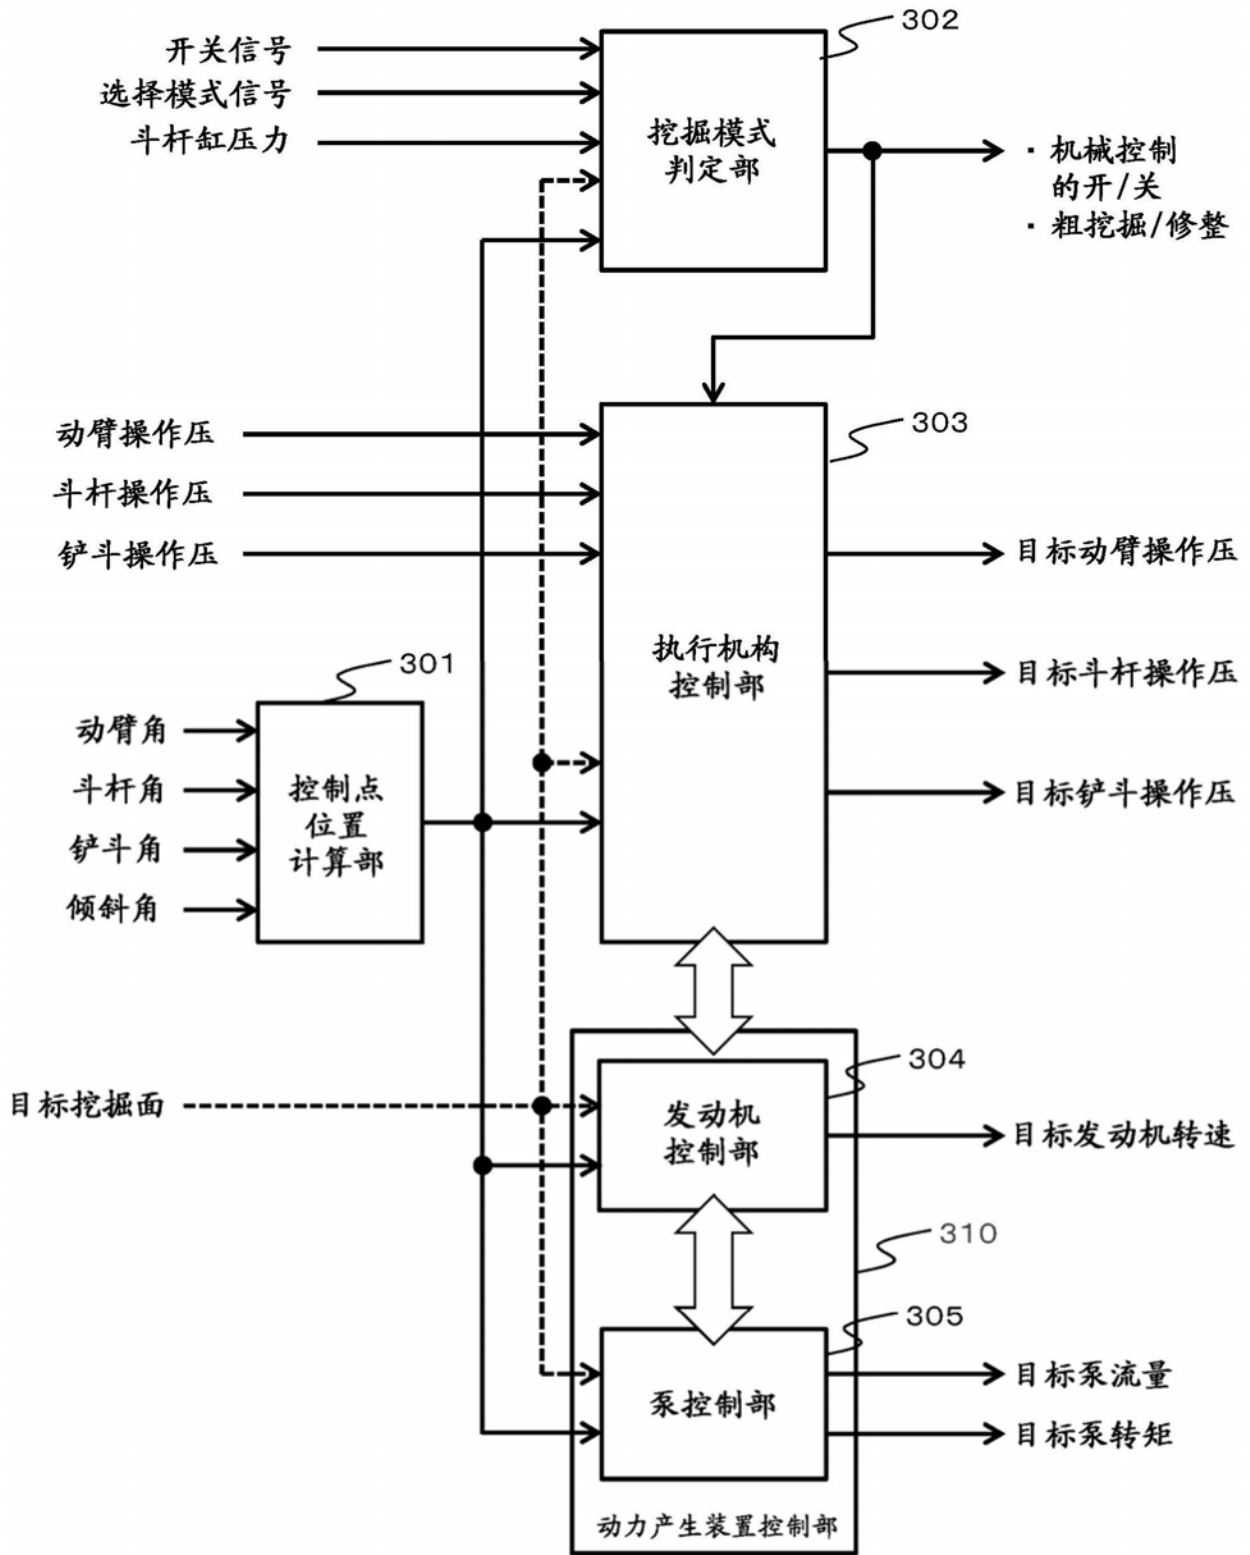 302
开关信号
选择模式信号
斗杆缸压力
挖掘模式
判定部
· 机械控制
的开/关
· 粗挖掘/修整
303
动臂操作压
斗杆操作压
铲斗操作压
目标动臂操作压
执行机构
控制部
目标斗杆操作压
目标铲斗操作压
301
动臂角
斗杆角
铲斗角
倾斜角
控制点
位置
计算部
304
目标挖掘面
发动机
控制部
目标发动机转速
310
305
泵控制部
目标泵流量
目标泵转矩
动力产生装置控制部